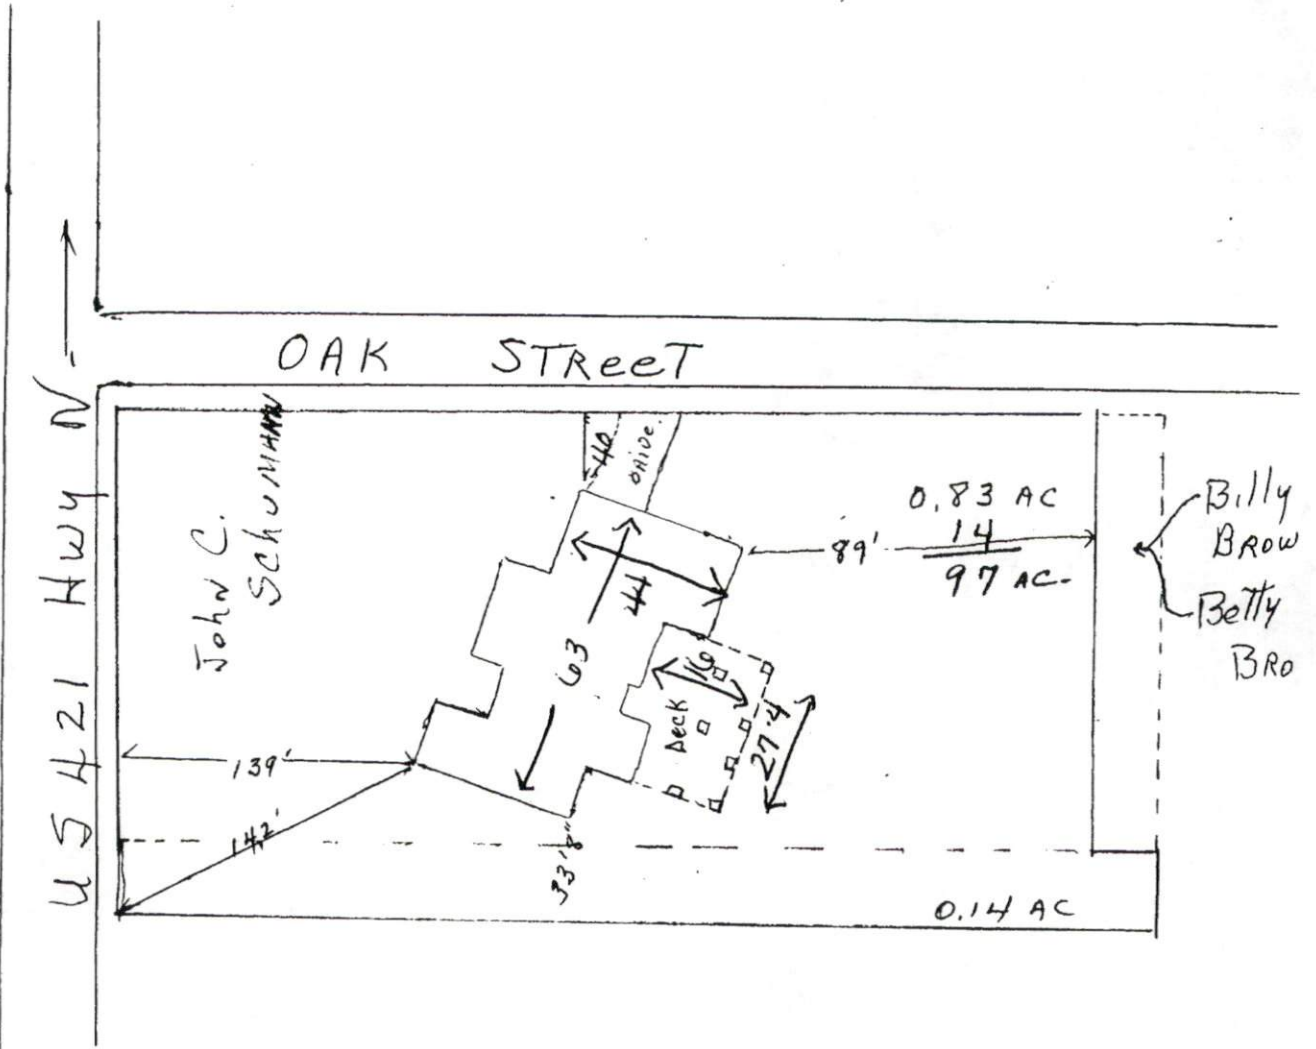 OAK STREET
US 421 Hwy N
John C.
SCHUMANN
40
DRIVE.
0.83 AC
14
97 AC-
89'
Billy
BROW
Betty
BRO
44
63
16
DECK
27'4
139'
142'
33'8"
0.14 AC